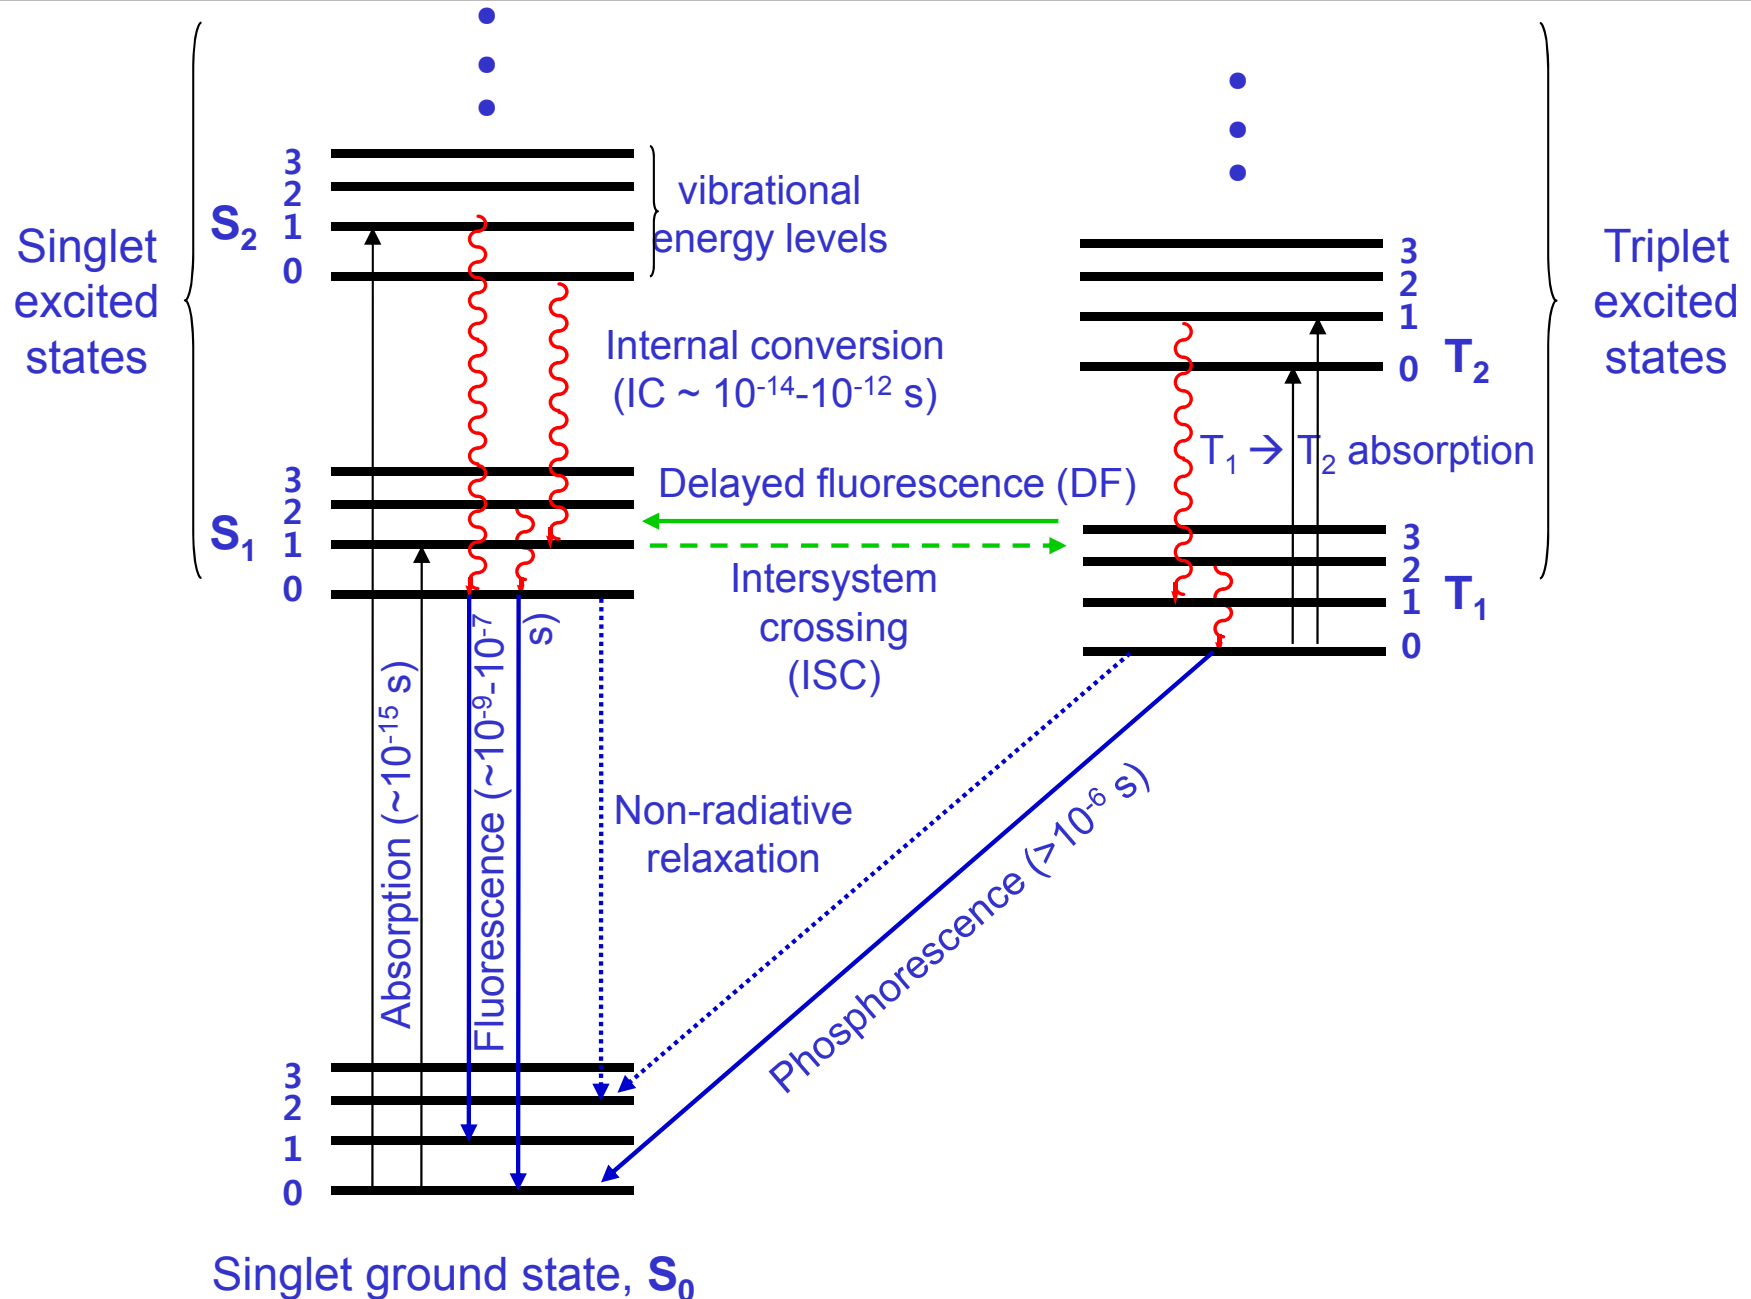 3
2
1
0
S2
Singlet
excited
states
vibrational
energy levels
Internal conversion
(IC ~ 10-14-10-12 s)
3
2
1
0
S1
Delayed fluorescence (DF)
Intersystem
crossing
(ISC)
3
2
1
0
T2
Triplet
excited
states
T1 → T2 absorption
3
2
1
0
T1
Absorption (~10-15 s)
Fluorescence (~10-9-10-7
s)
Non-radiative
relaxation
Phosphorescence (>10-6 s)
3
2
1
0
Singlet ground state, S0